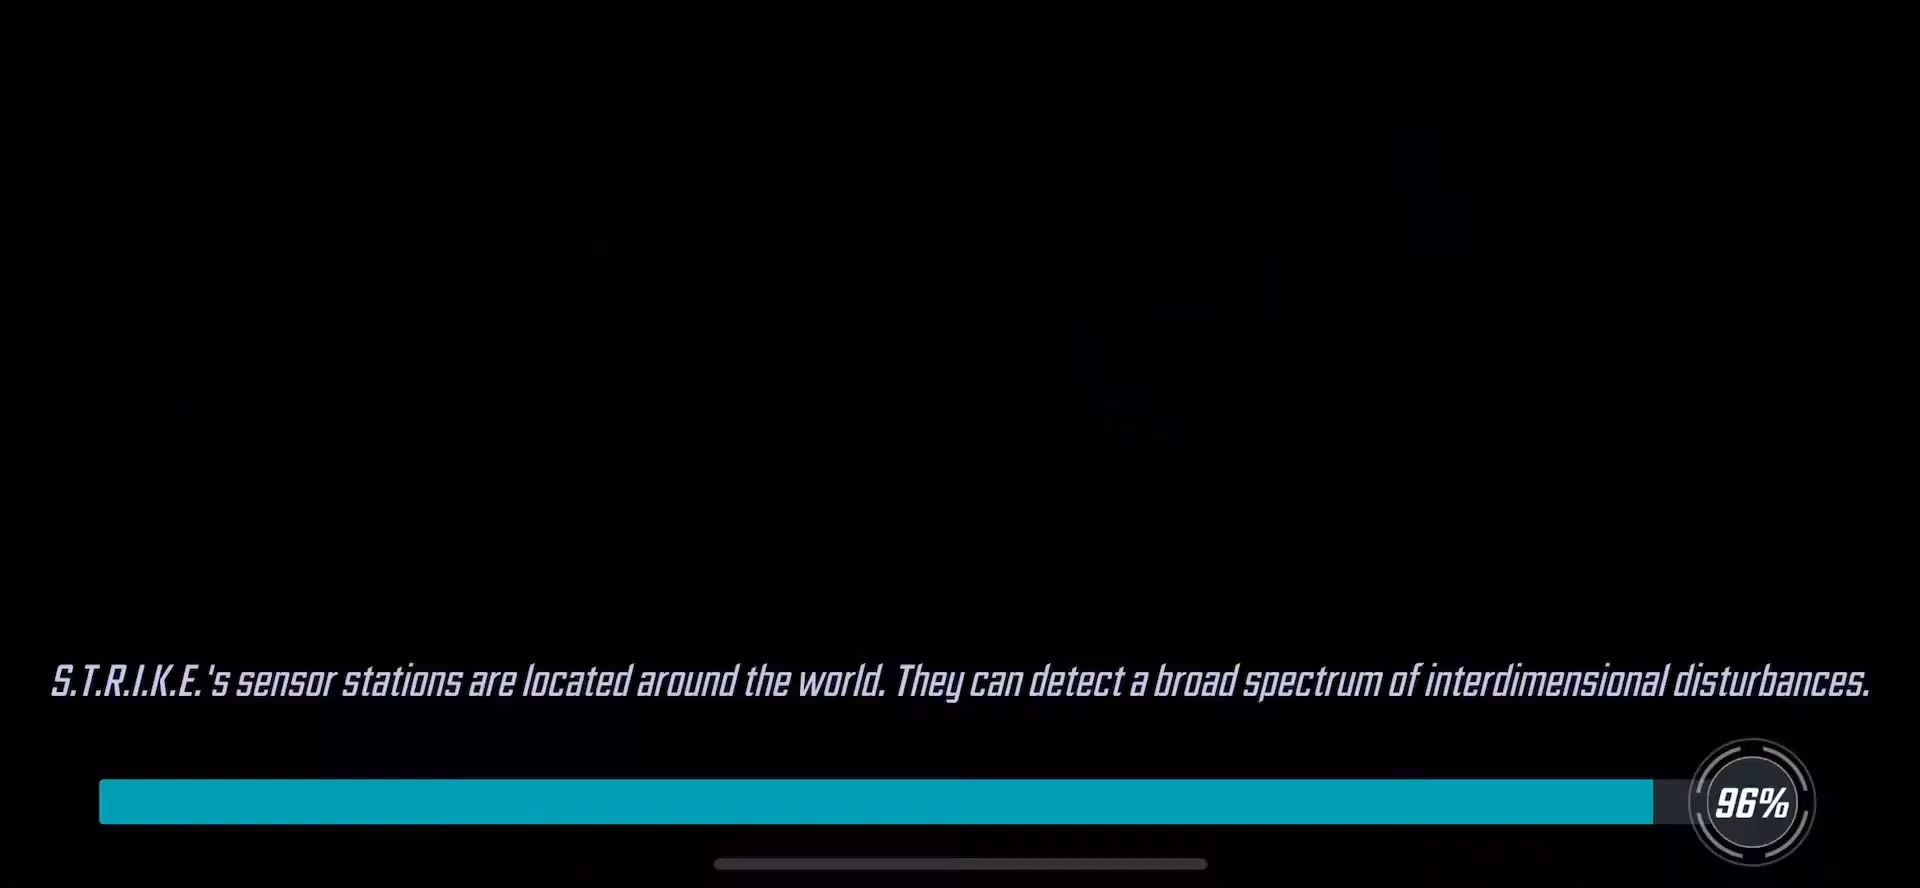 S.T.R.I.K.E.'s sensor stations are located around the world. They can detect a broad spectrum of interdimensional disturbances.
96%